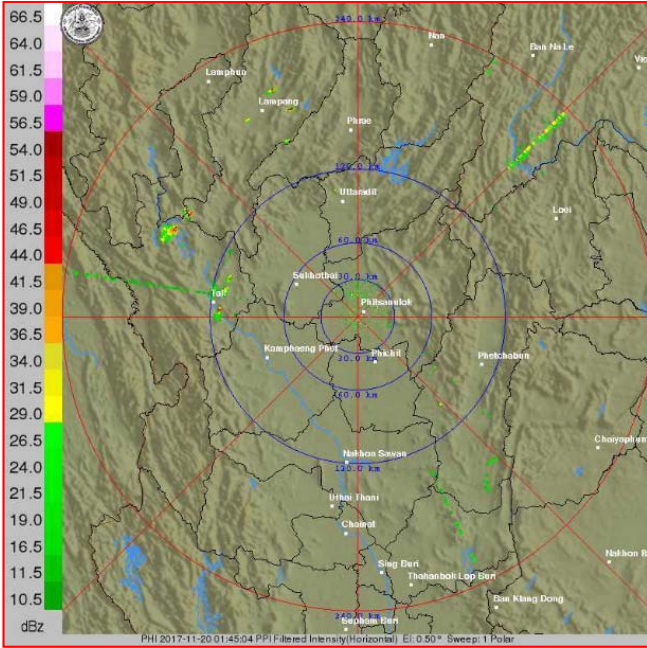 66.5
64.0
61.5
59.0
56.5
54.0
51.5
49.0
46.5
44.0
41.5
39.0
36.5
34.0
31.5
29.0
26.5
24.0
21.5
19.0
16.5
14.0
11.5
10.5
dBz
240.0 km
Nan
Ban Na Le
Lamphun
Lampang
Phrae
Uttaradit
Loei
60.0 km
Sukhothai
30.0 km
Tak
Phitsanulok
Kamphaeng Phet
30.0 km
Phichit
Phetchabun
60.0 km
Chaiyaphum
Nakhon Sawan
120.0 km
Uthai Thani
Chainat
Sing Buri
Thahanbok Lop Buri
Nakhon R
Ban Klang Dong
240.0 km
Suphan Buri
PHI 2017-11-20 01:45:04 PPI Filtered Intensity(Horizontal) El: 0.50° Sweep: 1 Polar